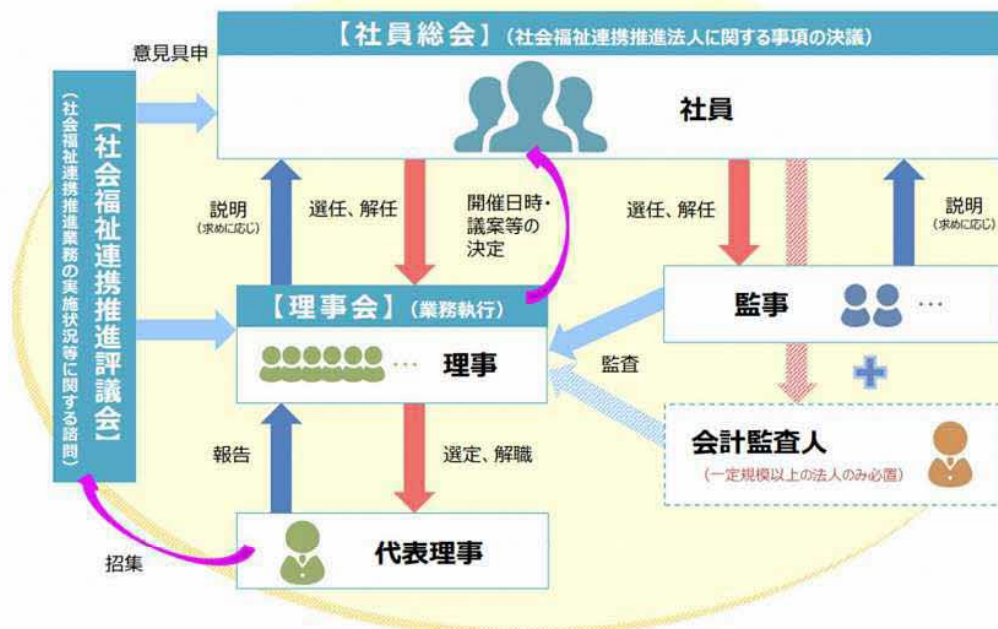 【社員総会】（社会福祉連携推進法人に関する事項の決議）
意見具申
社員
【社会福祉連携推進評議会】
（社会福祉連携推進業務の実施状況等に関する諮問）
説明
（求めに応じ）
選任、解任
開催日時・
議案等の
決定
選任、解任
説明
（求めに応じ）
【理事会】（業務執行）
… 理事
監事 …
監査
会計監査人
（一定規模以上の法人のみ必置）
報告
選定、解職
代表理事
招集